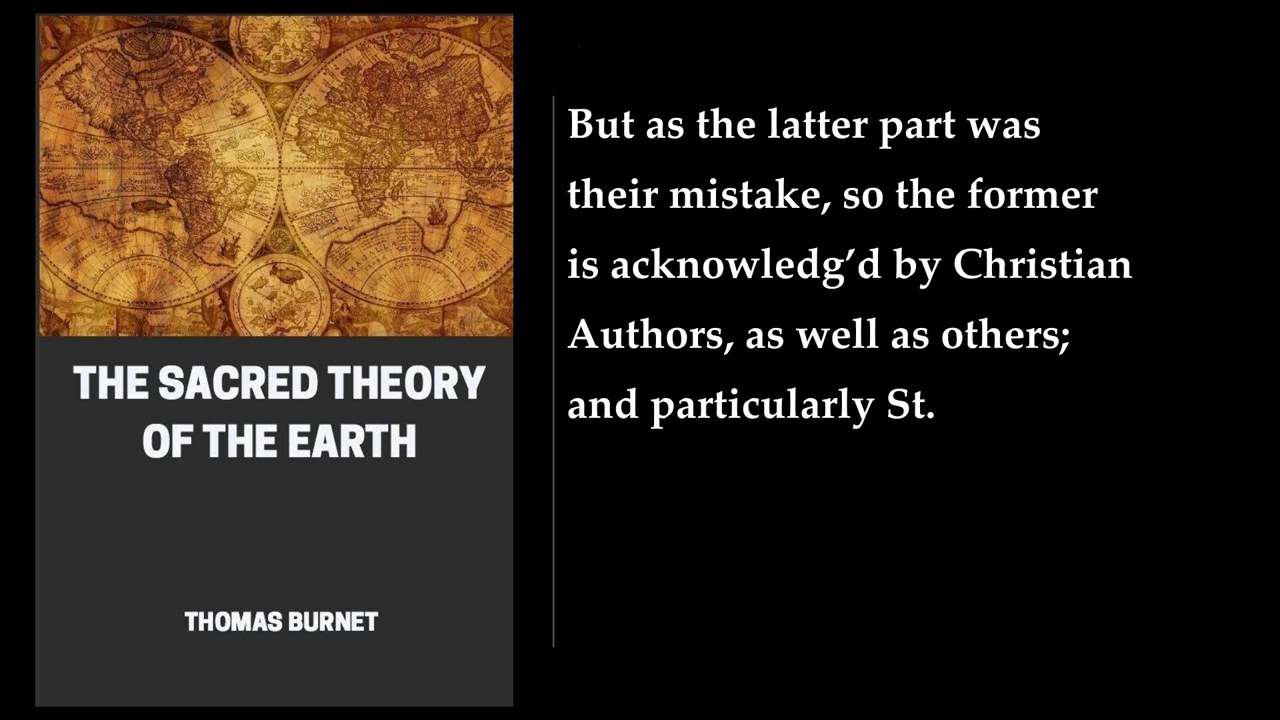 THE SACRED THEORY
OF THE EARTH
THOMAS BURNET
But as the latter part was
their mistake, so the former
is acknowledg’d by Christian
Authors, as well as others;
and particularly St.